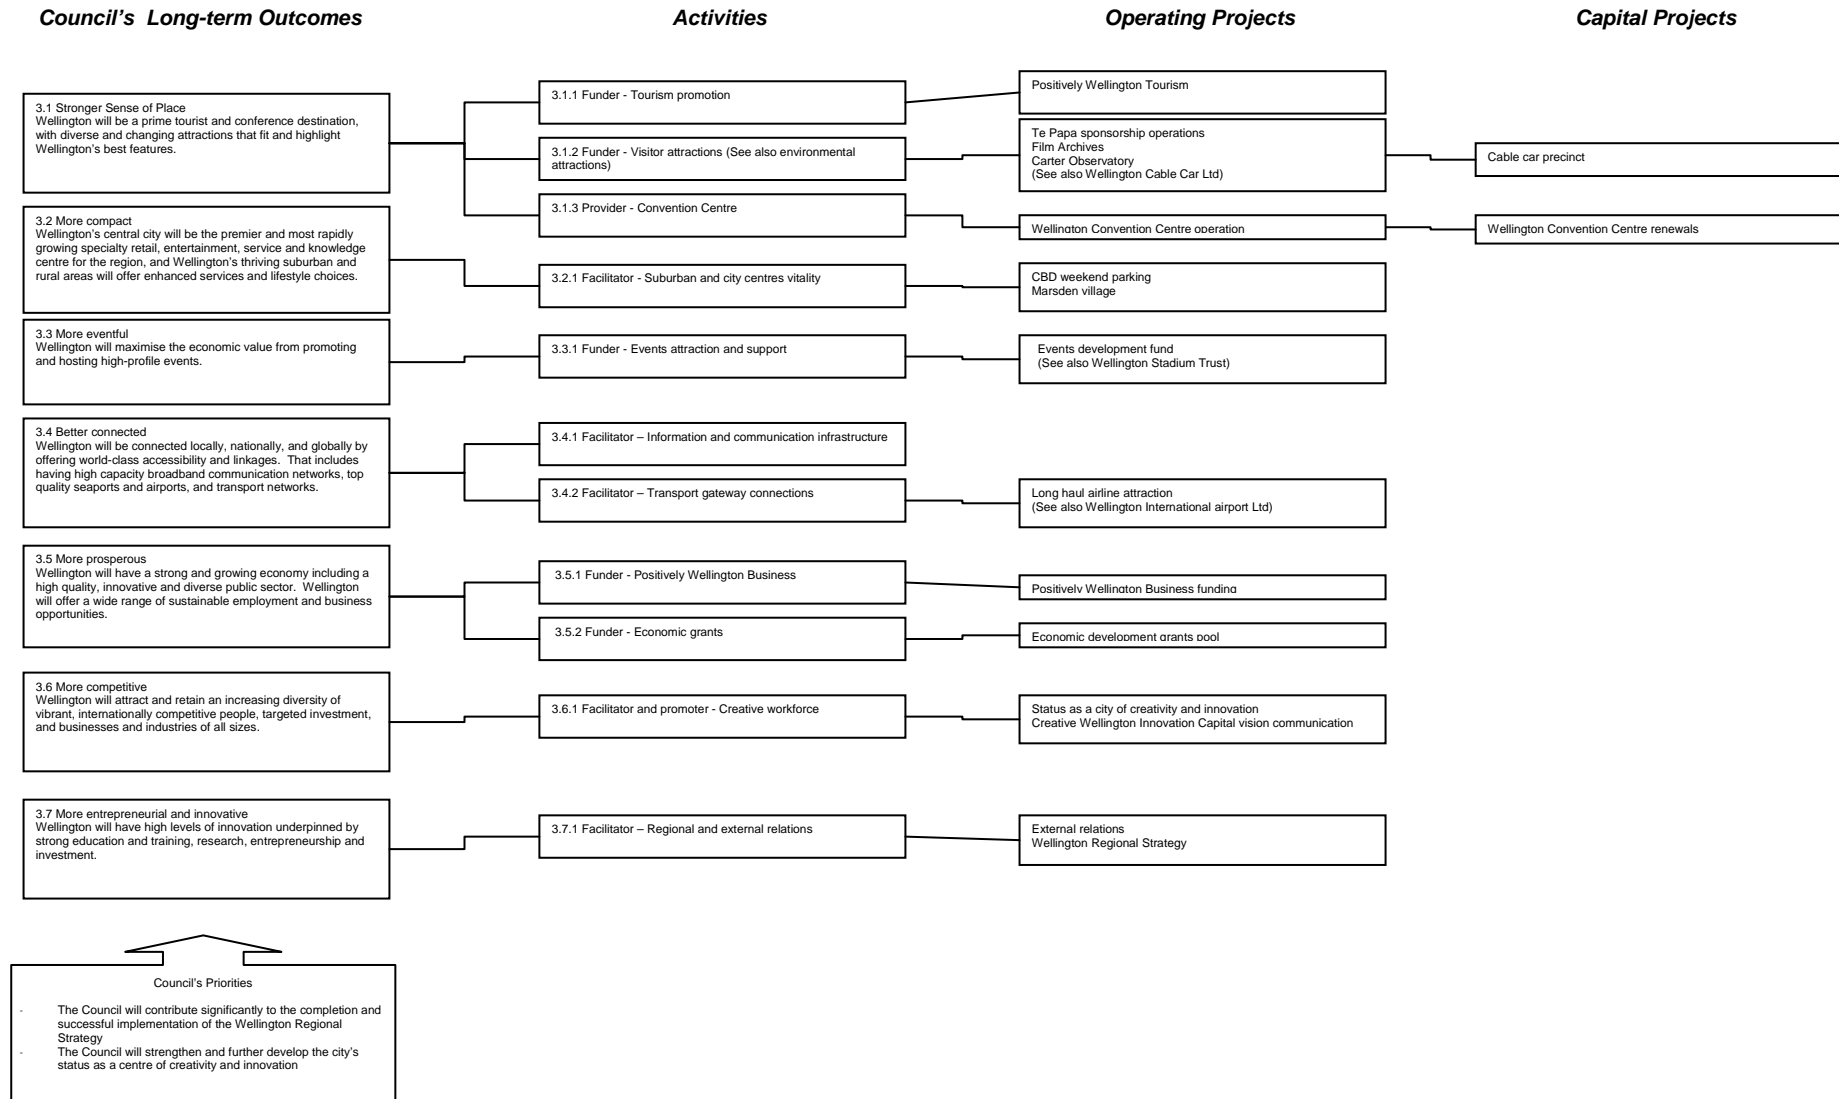 Council's Long-term Outcomes
Activities
Operating Projects
Capital Projects
3.1 Stronger Sense of Place
Wellington will be a prime tourist and conference destination,
with diverse and changing attractions that fit and highlight
Wellington's best features.
3.1.1 Funder - Tourism promotion
Positively Wellington Tourism
3.1.2 Funder - Visitor attractions (See also environmental
attractions)
Te Papa sponsorship operations
Film Archives
Carter Observatory
(See also Wellington Cable Car Ltd)
Cable car precinct
3.1.3 Provider - Convention Centre
Wellington Convention Centre operation
Wellington Convention Centre renewals
3.2 More compact
Wellington's central city will be the premier and most rapidly
growing specialty retail, entertainment, service and knowledge
centre for the region, and Wellington's thriving suburban and
rural areas will offer enhanced services and lifestyle choices.
3.2.1 Facilitator - Suburban and city centres vitality
CBD weekend parking
Marsden village
3.3 More eventful
Wellington will maximise the economic value from promoting
and hosting high-profile events.
3.3.1 Funder - Events attraction and support
Events development fund
(See also Wellington Stadium Trust)
3.4 Better connected
Wellington will be connected locally, nationally, and globally by
offering world-class accessibility and linkages.  That includes
having high capacity broadband communication networks, top
quality seaports and airports, and transport networks.
3.4.1 Facilitator – Information and communication infrastructure
3.4.2 Facilitator – Transport gateway connections
Long haul airline attraction
(See also Wellington International airport Ltd)
3.5 More prosperous
Wellington will have a strong and growing economy including a
high quality, innovative and diverse public sector.  Wellington
will offer a wide range of sustainable employment and business
opportunities.
3.5.1 Funder - Positively Wellington Business
Positively Wellington Business funding
3.5.2 Funder - Economic grants
Economic development grants pool
3.6 More competitive
Wellington will attract and retain an increasing diversity of
vibrant, internationally competitive people, targeted investment,
and businesses and industries of all sizes.
3.6.1 Facilitator and promoter - Creative workforce
Status as a city of creativity and innovation
Creative Wellington Innovation Capital vision communication
3.7 More entrepreneurial and innovative
Wellington will have high levels of innovation underpinned by
strong education and training, research, entrepreneurship and
investment.
3.7.1 Facilitator – Regional and external relations
External relations
Wellington Regional Strategy
Council's Priorities
- The Council will contribute significantly to the completion and
successful implementation of the Wellington Regional
Strategy
- The Council will strengthen and further develop the city's
status as a centre of creativity and innovation